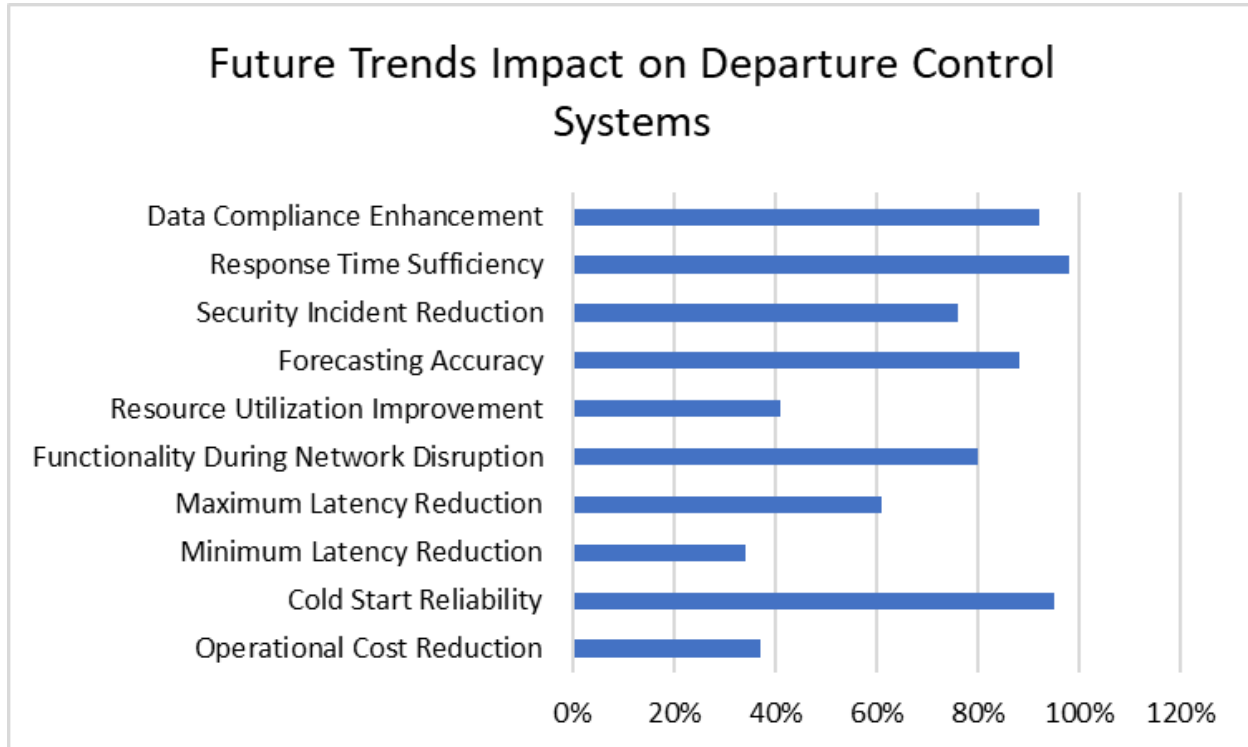 Future Trends Impact on Departure Control
Systems
Data Compliance Enhancement
Response Time Sufficiency
Security Incident Reduction
Forecasting Accuracy
Resource Utilization Improvement
Functionality During Network Disruption
Maximum Latency Reduction
Minimum Latency Reduction
Cold Start Reliability
Operational Cost Reduction
0% 20% 40% 60% 80% 100% 120%